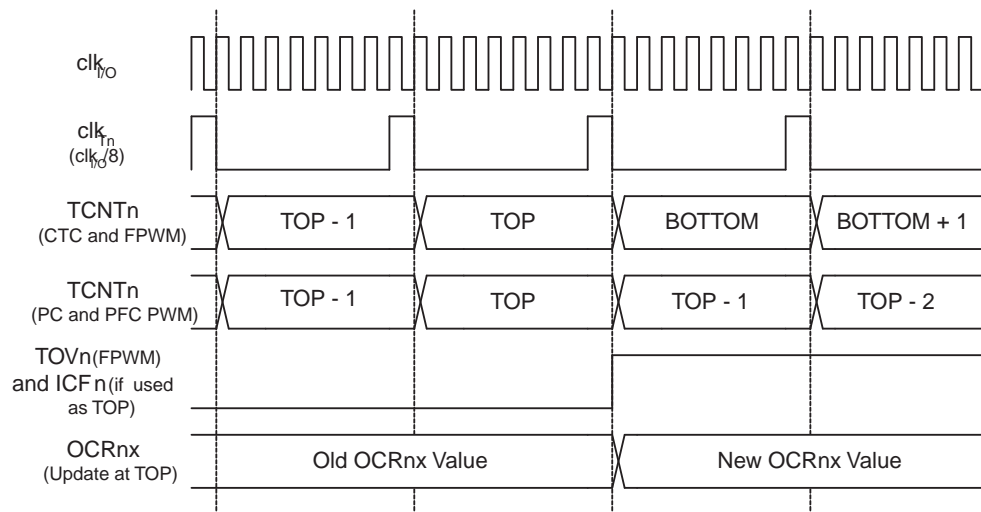 clkI/O
clkTn
(clkI/O/8)
TCNTn
(CTC and FPWM)
TOP - 1
TOP
BOTTOM
BOTTOM + 1
TCNTn
(PC and PFC PWM)
TOP - 1
TOP
TOP - 1
TOP - 2
TOVn(FPWM)
and ICFn(if used
as TOP)
OCRnx
(Update at TOP)
Old OCRnx Value
New OCRnx Value